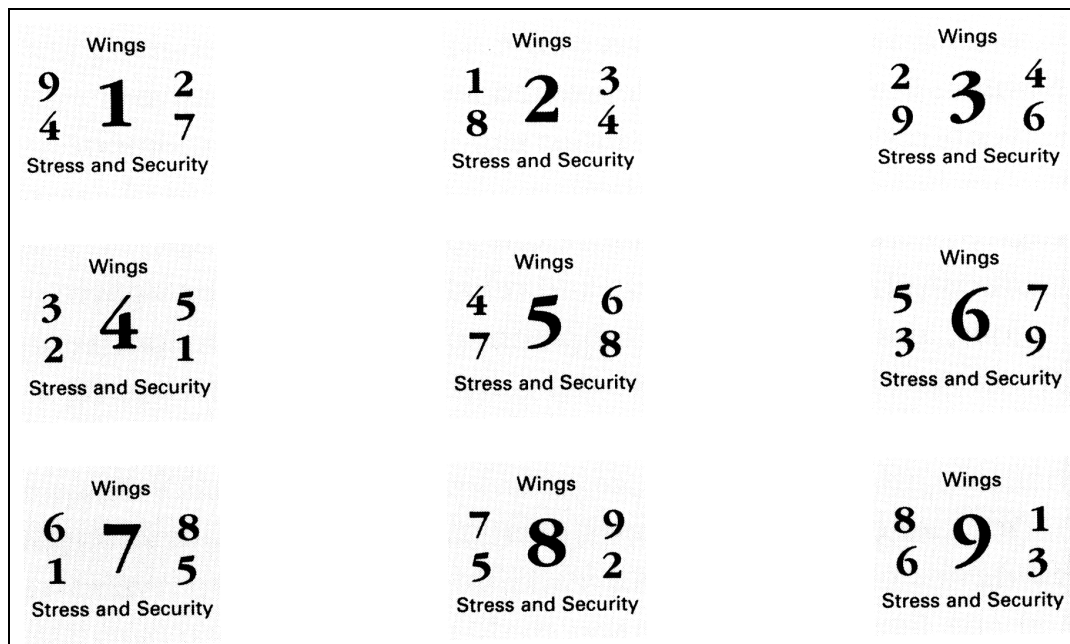 Wings
9 1 2
4 7
Stress and Security
Wings
1 2 3
8 4
Stress and Security
Wings
2 3 4
9 6
Stress and Security
Wings
3 4 5
2 1
Stress and Security
Wings
4 5 6
7 8
Stress and Security
Wings
5 6 7
3 9
Stress and Security
Wings
6 7 8
1 5
Stress and Security
Wings
7 8 9
5 2
Stress and Security
Wings
8 9 1
6 3
Stress and Security